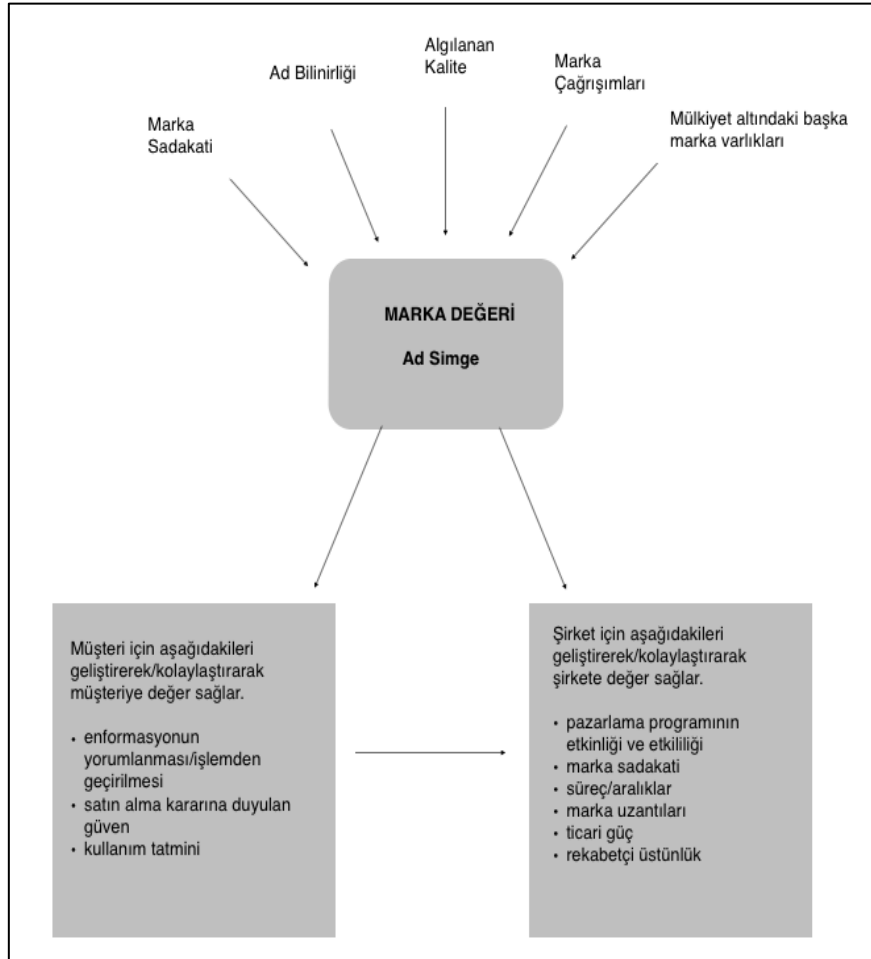 Marka
Sadakati
Ad Bilinirliği
Algılanan
Kalite
Marka
Çağrışımları
Mülkiyet altındaki başka
marka varlıkları
MARKA DEĞERİ
Ad Simge
Müşteri için aşağıdakileri
geliştirerek/kolaylaştırarak
müşteriye değer sağlar.
• enformasyonun
yorumlanması/işlemden
geçirilmesi
• satın alma kararına duyulan
güven
• kullanım tatmini
Şirket için aşağıdakileri
geliştirerek/kolaylaştırarak
şirkete değer sağlar.
• pazarlama programının
etkinliği ve etkililiği
• marka sadakati
• süreç/aralıklar
• marka uzantıları
• ticari güç
• rekabetçi üstünlük